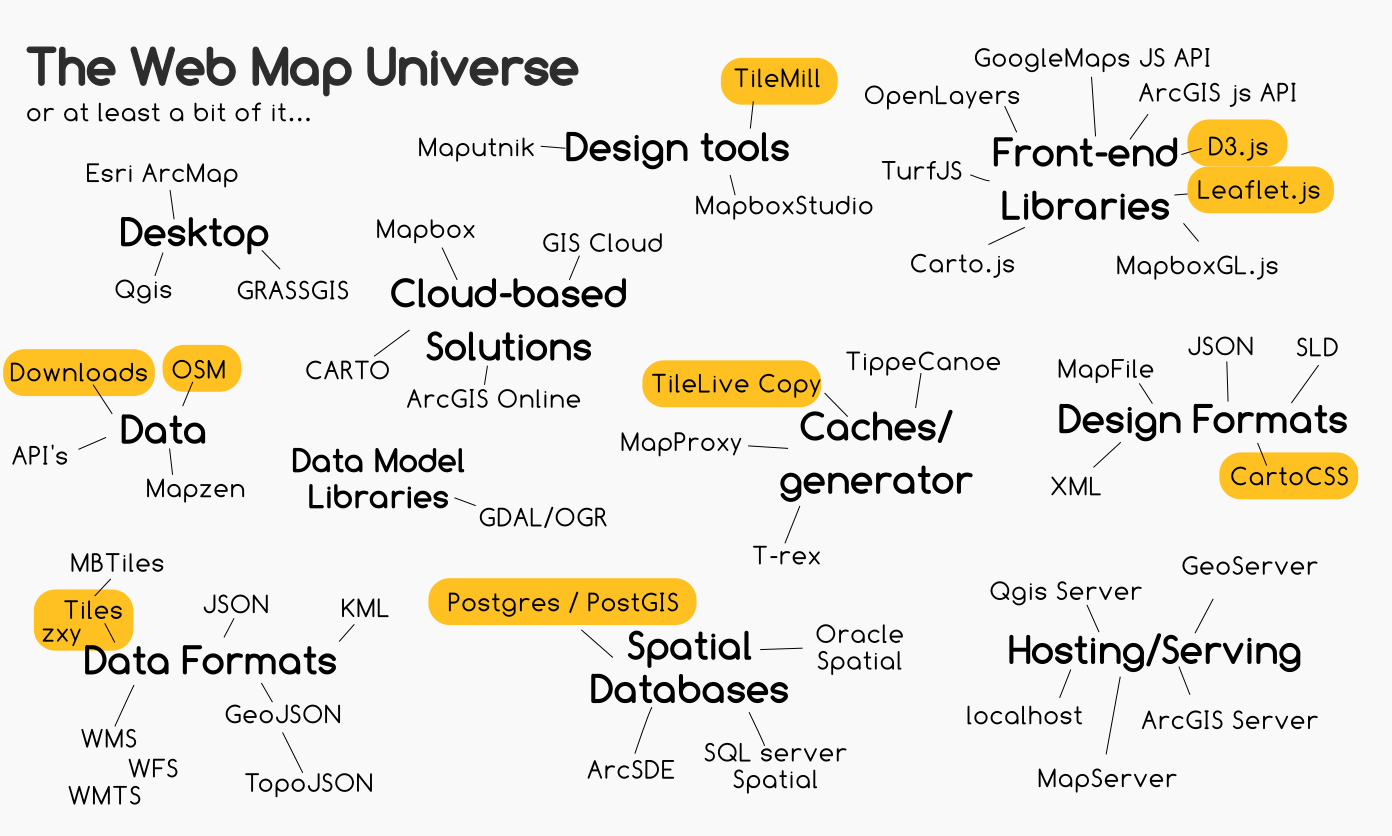 The Web Map Universe
or at least a bit of it...
Esri ArcMap
Desktop
Qgis
GRASSGIS
TileMill
Maputnik
Design tools
MapboxStudio
GoogleMaps JS API
OpenLayers
ArcGIS js API
Front-end
D3.js
TurfJS
Leaflet.js
Libraries
Carto.js
MapboxGL.js
Mapbox
GIS Cloud
Cloud-based
Solutions
CARTO
ArcGIS Online
Downloads
OSM
Data
API's
Mapzen
Data Model
Libraries
GDAL/OGR
TippeCanoe
TileLive Copy
Caches/
MapProxy
generator
T-rex
JSON
SLD
MapFile
Design Formats
CartoCSS
XML
MBTiles
Tiles
zxy
JSON
KML
Data Formats
GeoJSON
WMS
WFS
WMTS
TopoJSON
Postgres / PostGIS
Spatial
Databases
Oracle
Spatial
ArcSDE
SQL server
Spatial
GeoServer
Qgis Server
Hosting/Serving
localhost
ArcGIS Server
MapServer